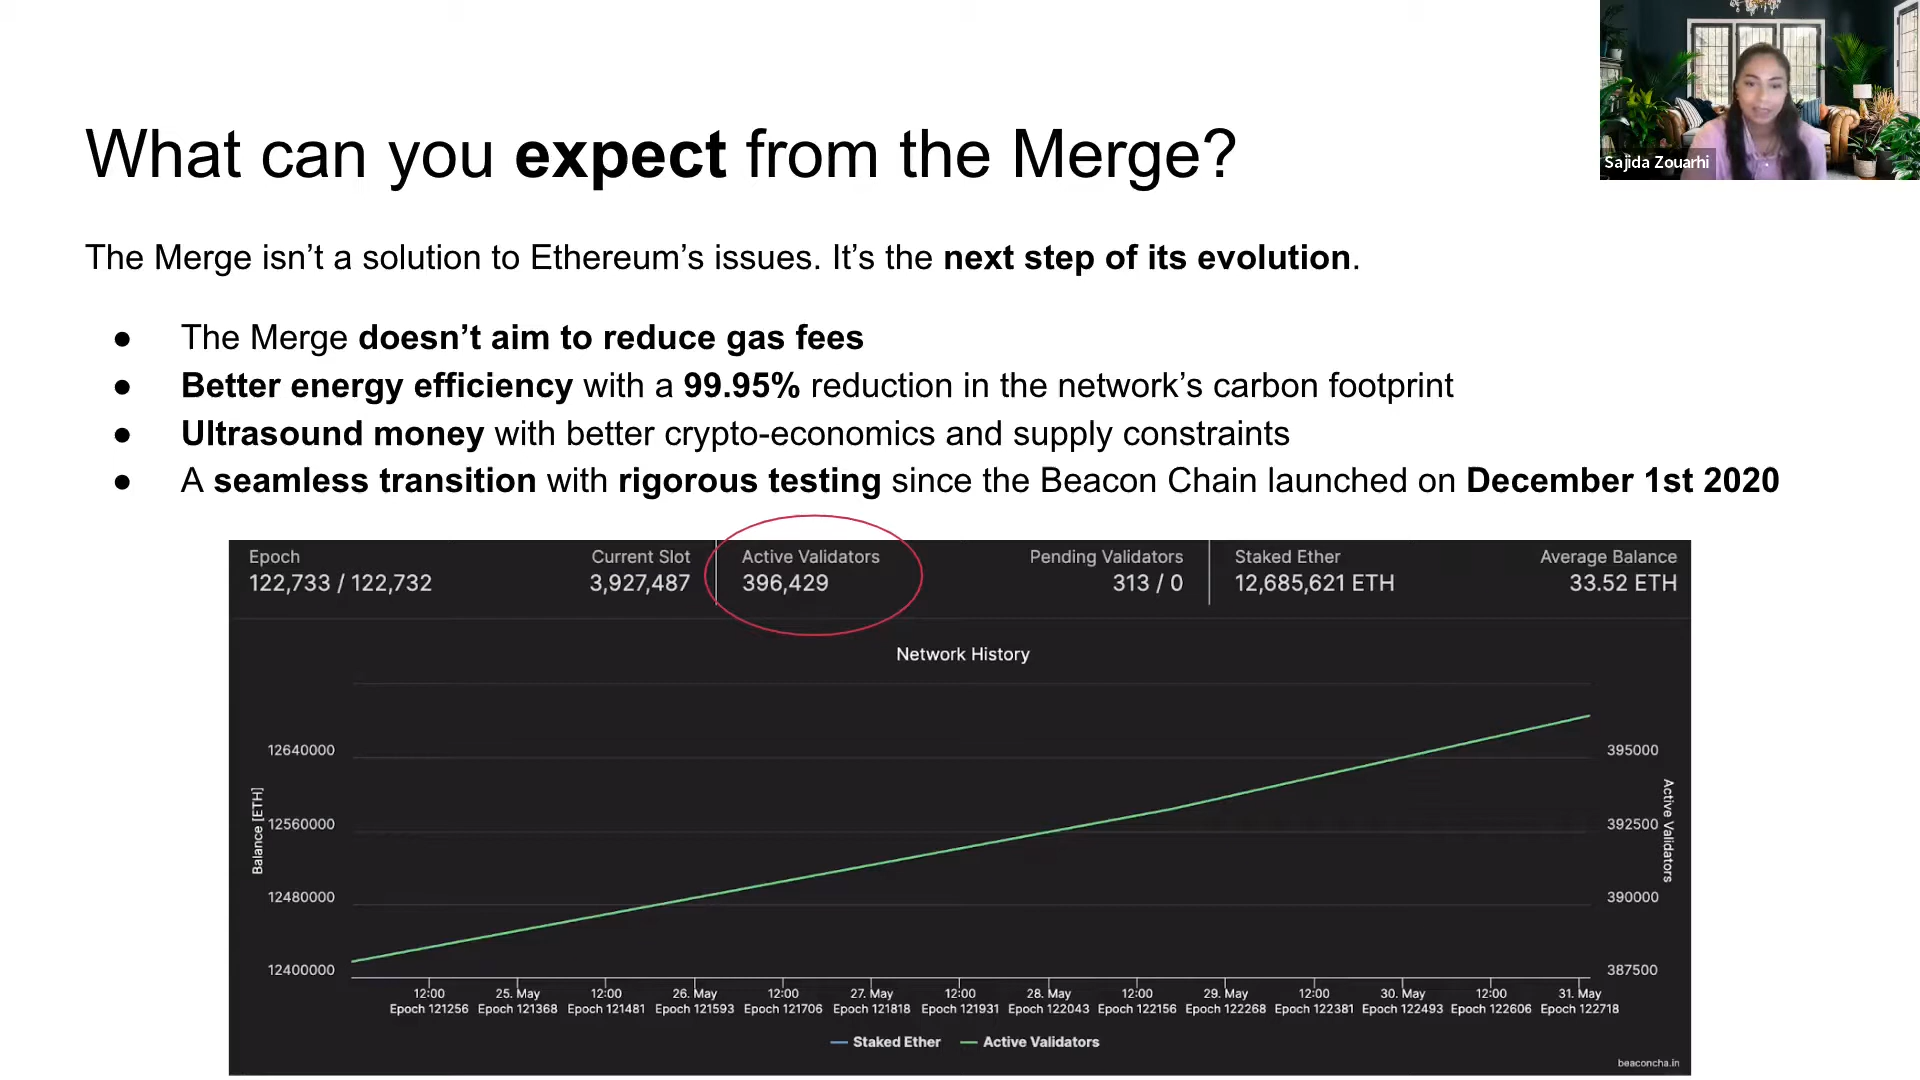 Sajida Zouarhi
What can you expect from the Merge?
The Merge isn’t a solution to Ethereum’s issues. It’s the next step of its evolution.
● The Merge doesn’t aim to reduce gas fees
● Better energy efficiency with a 99.95% reduction in the network’s carbon footprint
● Ultrasound money with better crypto-economics and supply constraints
● A seamless transition with rigorous testing since the Beacon Chain launched on December 1st 2020
Epoch Current Slot Active Validators Pending Validators Staked Ether Average Balance
122,733 / 122,732 3,927,487 396,429 313 / 0 12,685,621 ETH 33.52 ETH
Network History
Balance [ETH]
12640000
12560000
12480000
12400000
395000
392500
390000
387500
Active Validators
12:00 25. May 12:00 26. May 12:00 27. May 12:00 28. May 12:00 29. May 12:00 30. May 12:00 31. May
Epoch 121256 Epoch 121368 Epoch 121481 Epoch 121593 Epoch 121706 Epoch 121818 Epoch 121931 Epoch 122043 Epoch 122156 Epoch 122268 Epoch 122381 Epoch 122493 Epoch 122606 Epoch 122718
Staked Ether Active Validators
beaconcha.in